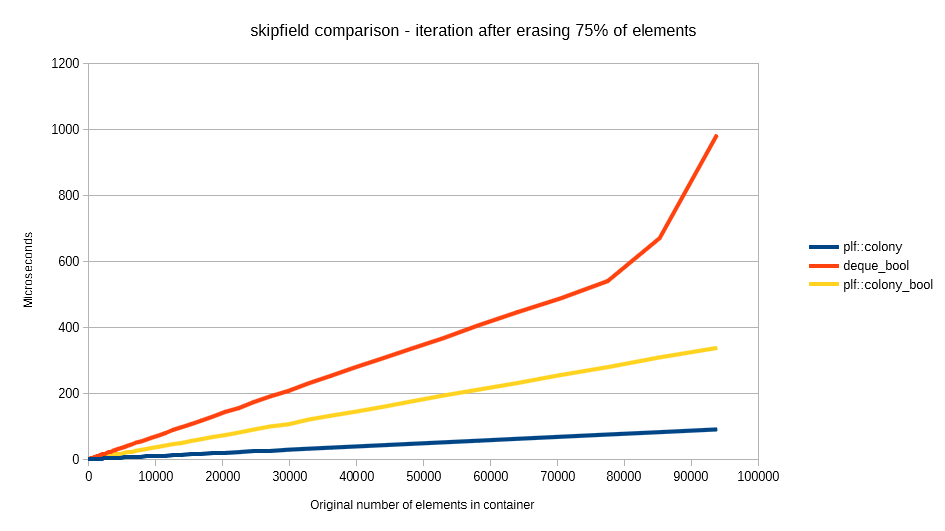 skipfield comparison - iteration after erasing 75% of elements
1200
1000
800
600
400
200
0
Microseconds
0 10000 20000 30000 40000 50000 60000 70000 80000 90000 100000
Original number of elements in container
plf::colony
deque_bool
plf::colony_bool